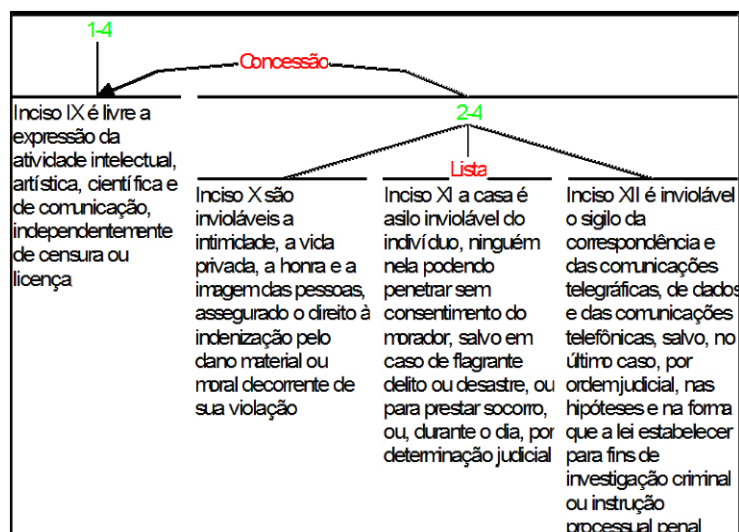 1-4
Concessão
Inciso IX é livre a
expressão da
atividade intelectual,
artística, científica e
de comunicação,
independentemente
de censura ou
licença
2-4
Lista
Inciso X são
invioláveis a
intimidade, a vida
privada, a honra e a
imagem das pessoas,
assegurado o direito à
indenização pelo
dano material ou
moral decorrente de
sua violação
Inciso XI a casa é
asilo inviolável do
indivíduo, ninguém
nela podendo
penetrar sem
consentimento do
morador, salvo em
caso de flagrante
delito ou desastre, ou
para prestar socorro,
ou, durante o dia, por
determinação judicial
Inciso XII é inviolável
o sigilo da
correspondência e
das comunicações
telegráficas, de dados
e das comunicações
telefônicas, salvo, no
último caso, por
ordem judicial, nas
hipóteses e na forma
que a lei estabelecer
para fins de
investigação criminal
ou instrução
processual penal